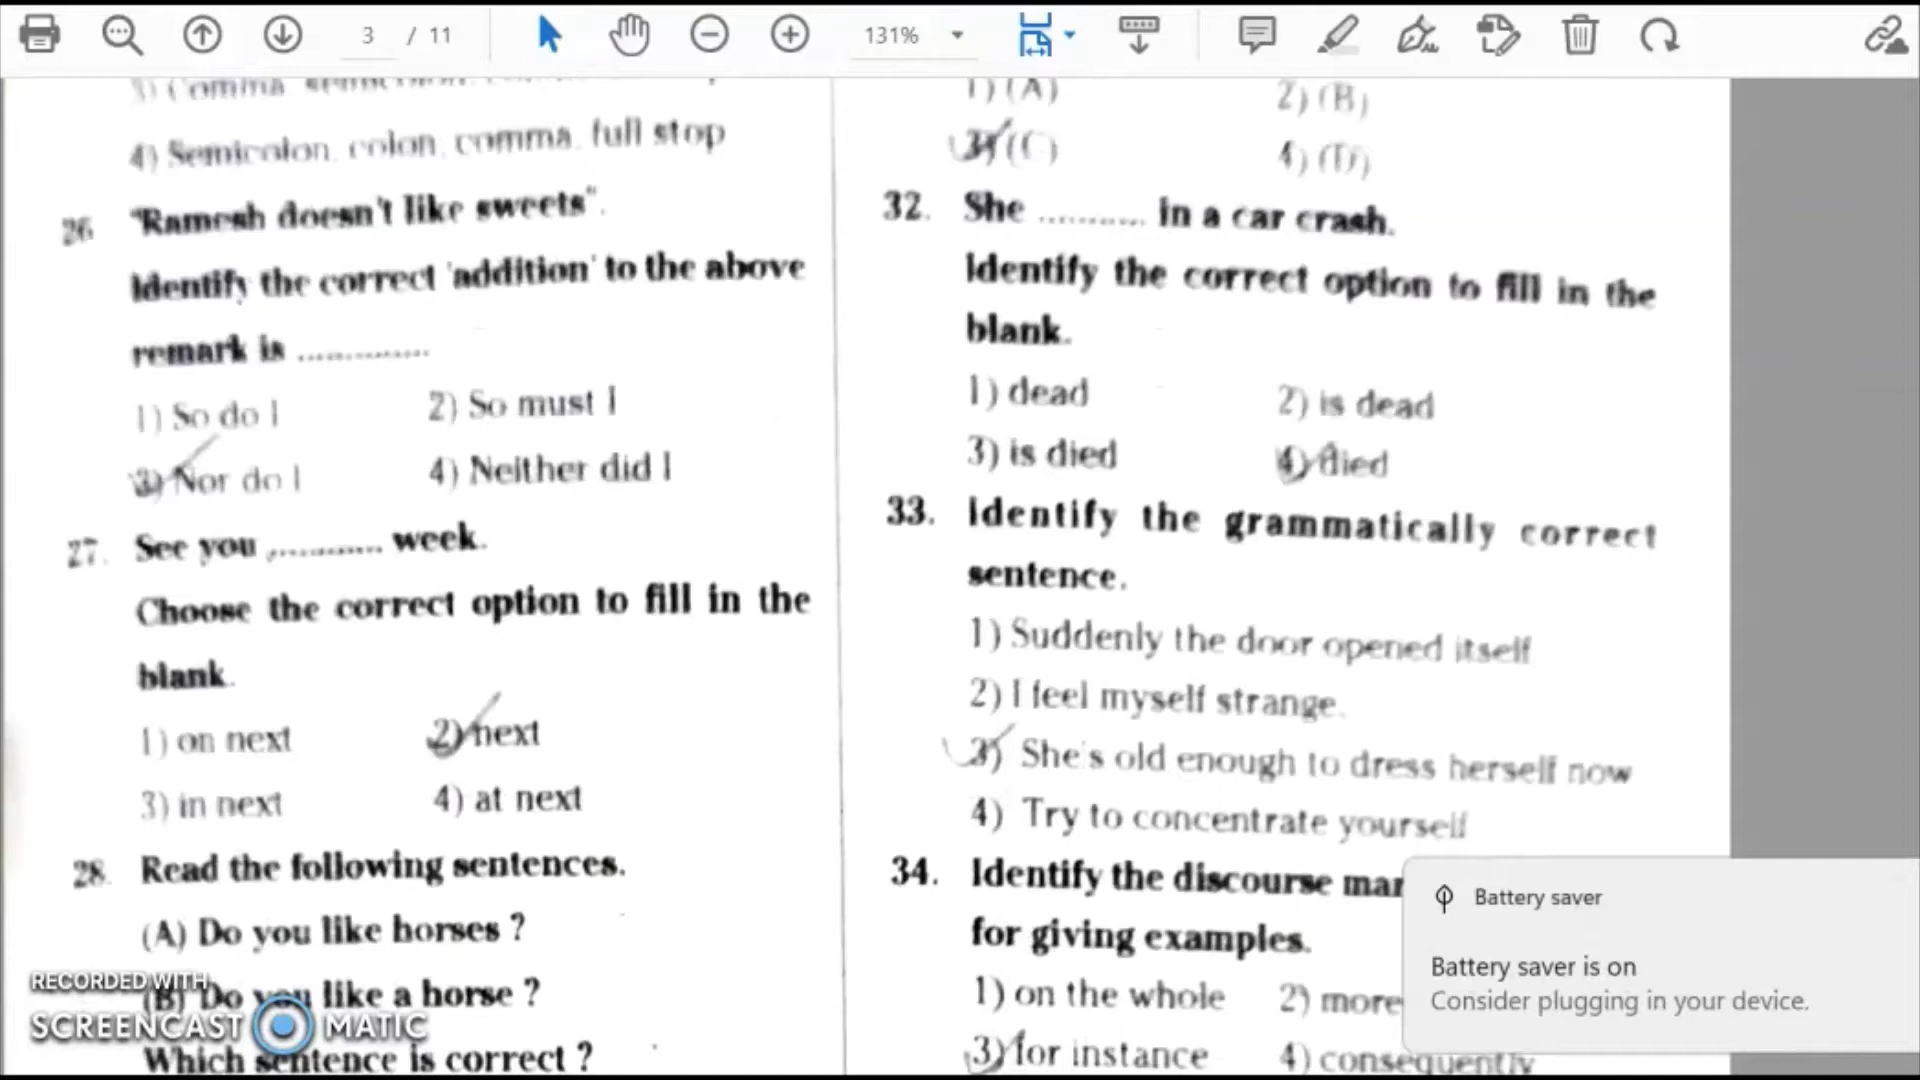 3 / 11 131%
3) Comma
4) Semicolon, colon, comma, full stop
26. "Ramesh doesn't like sweets".
Identify the correct 'addition' to the above
remark is ..............
1) So do I 2) So must I
3) Nor do I 4) Neither did I
27. See you ............ week.
Choose the correct option to fill in the
blank.
1) on next 2) next
3) in next 4) at next
28. Read the following sentences.
(A) Do you like horses ?
(B) Do you like a horse ?
Which sentence is correct ?
1) (A) 2) (B)
3) (C) 4) (D)
32. She ........... in a car crash.
Identify the correct option to fill in the
blank.
1) dead 2) is dead
3) is died 4) died
33. Identify the grammatically correct
sentence.
1) Suddenly the door opened itself
2) I feel myself strange.
3) She's old enough to dress herself now
4) Try to concentrate yourself
34. Identify the discourse mar
for giving examples.
1) on the whole 2) more
3) for instance 4) consequently
Battery saver
Battery saver is on
Consider plugging in your device.
RECORDED WITH
SCREENCAST MATIC